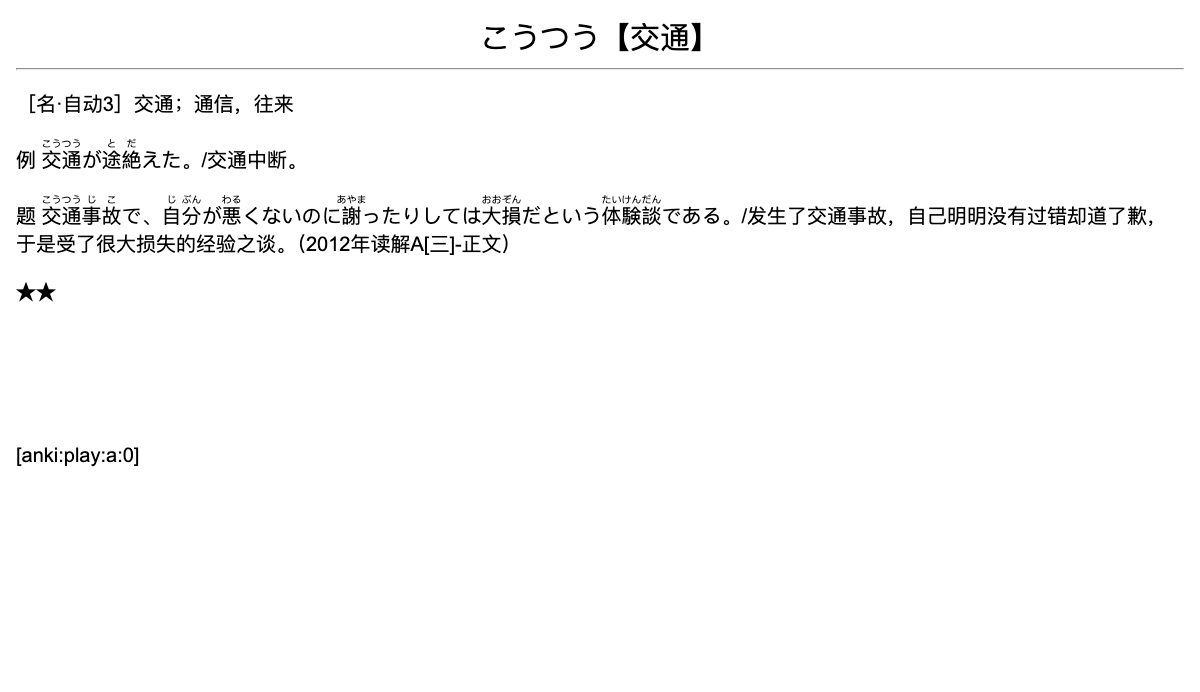 こうつう【交通】
［名·自动3］交通；通信，往来
こうつう と だ
例 交通が途絶えた。/交通中断。
こうつう じ こ じ ぶん わる あやま おおぞん たいけんだん
题 交通事故で、自分が悪くないのに謝ったりしては大損だという体験談である。/发生了交通事故，自己明明没有过错却道了歉，
于是受了很大损失的经验之谈。（2012年读解A[三]-正文）
★★
[anki:play:a:0]